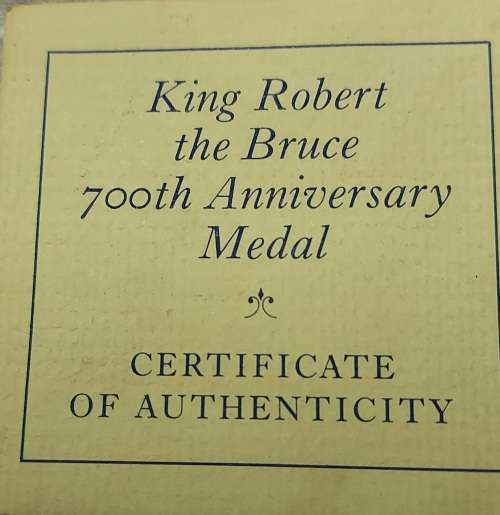 King Robert
the Bruce
700th Anniversary
Medal
CERTIFICATE
OF AUTHENTICITY